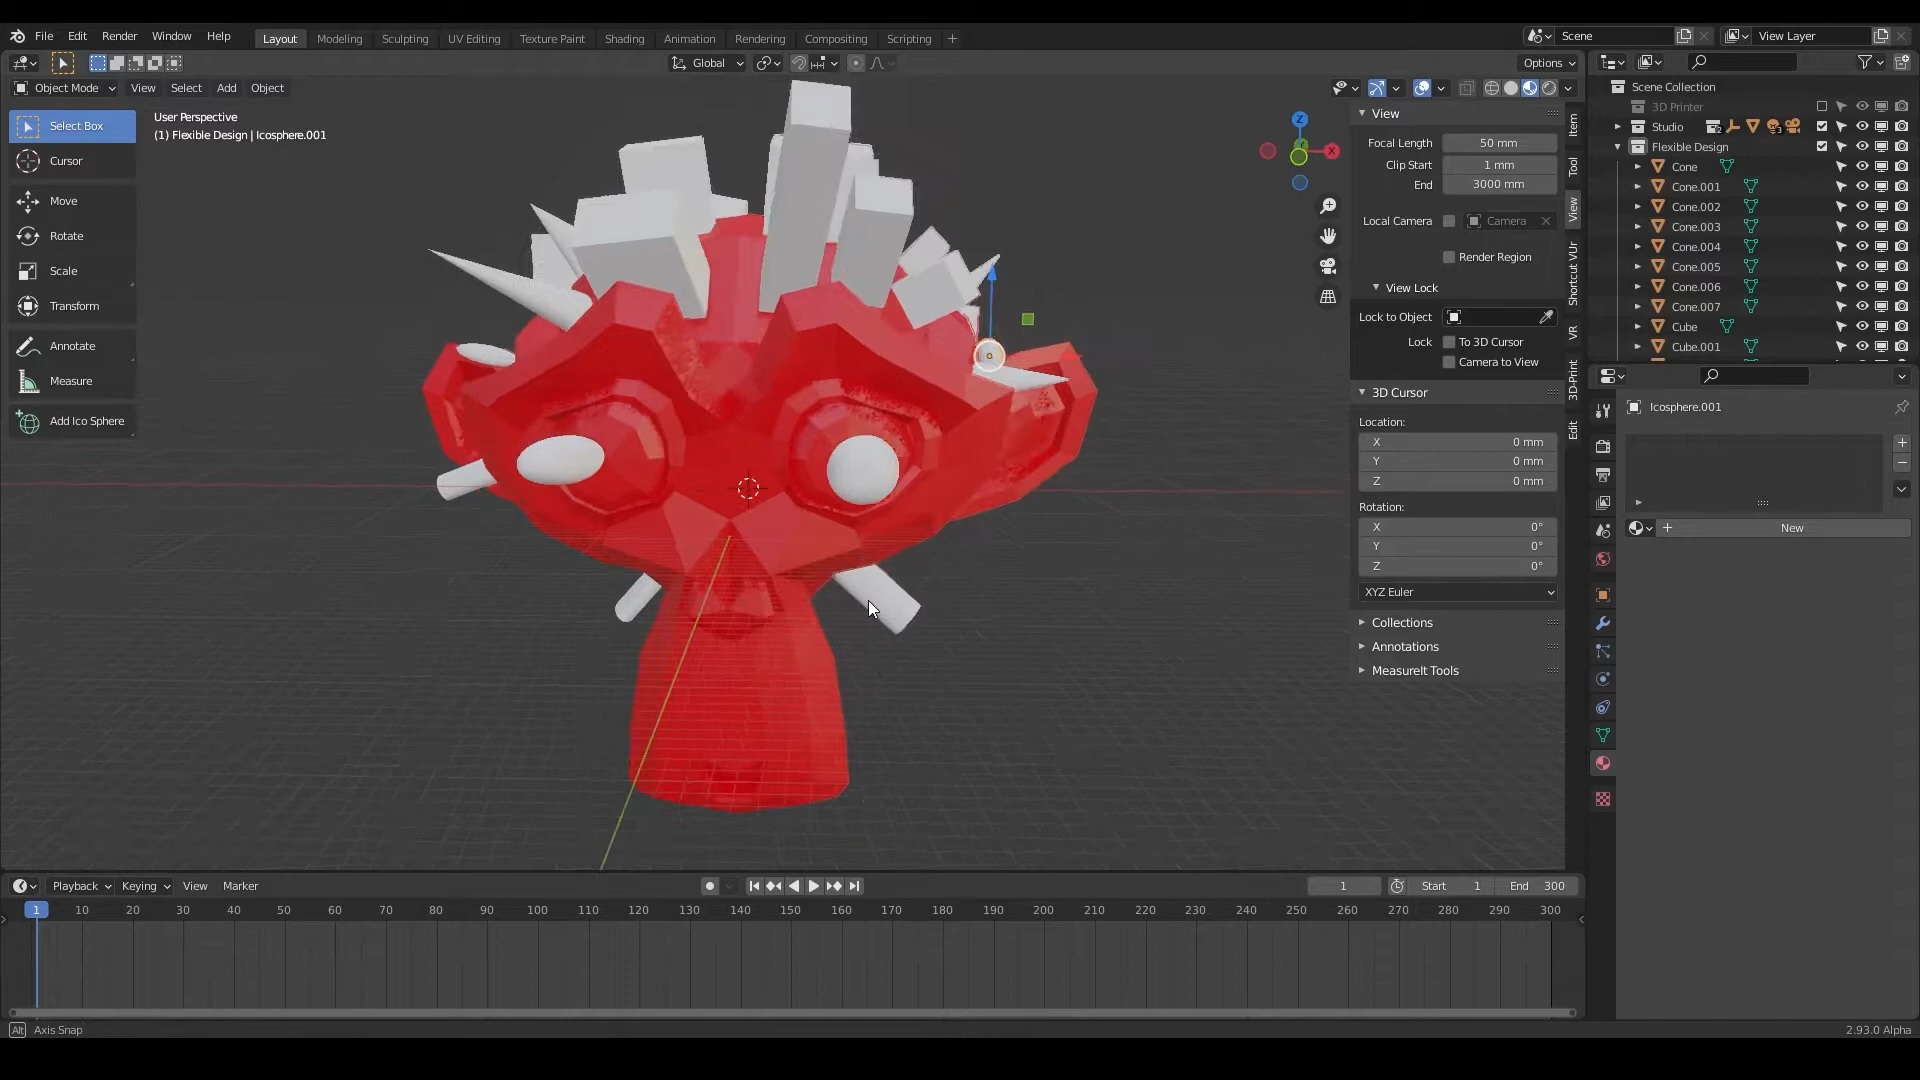 File Edit Render Window Help
Layout Modeling Sculpting UV Editing Texture Paint Shading Animation Rendering Compositing Scripting +
Scene
View Layer
Global
Options
Object Mode View Select Add Object
Select Box
Cursor
Move
Rotate
Scale
Transform
Annotate
Measure
Add Ico Sphere
User Perspective
(1) Flexible Design | Icosphere.001
Z
X
View
Focal Length 50 mm
Clip Start 1 mm
End 3000 mm
Local Camera Camera
Render Region
View Lock
Lock to Object
Lock To 3D Cursor
Camera to View
3D Cursor
Location:
X 0 mm
Y 0 mm
Z 0 mm
Rotation:
X 0°
Y 0°
Z 0°
XYZ Euler
Collections
Annotations
MeasureIt Tools
Item
Tool
View
Shortcut VUr
VR
3D-Print
Edit
Scene Collection
3D Printer
Studio
Flexible Design
Cone
Cone.001
Cone.002
Cone.003
Cone.004
Cone.005
Cone.006
Cone.007
Cube
Cube.001
Icosphere.001
New
Playback Keying View Marker
1 Start 1 End 300
1 10 20 30 40 50 60 70 80 90 100 110 120 130 140 150 160 170 180 190 200 210 220 230 240 250 260 270 280 290 300
Alt Axis Snap
2.93.0 Alpha